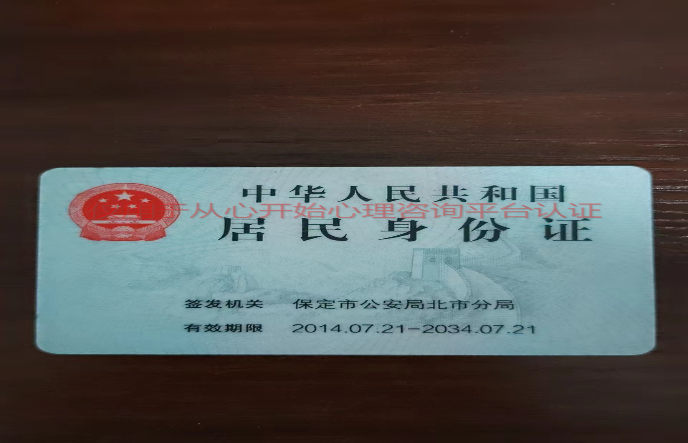 中华人民共和国
从心开始心理咨询平台认证
居民身份证
签发机关 保定市公安局北市分局
有效期限 2014.07.21-2034.07.21